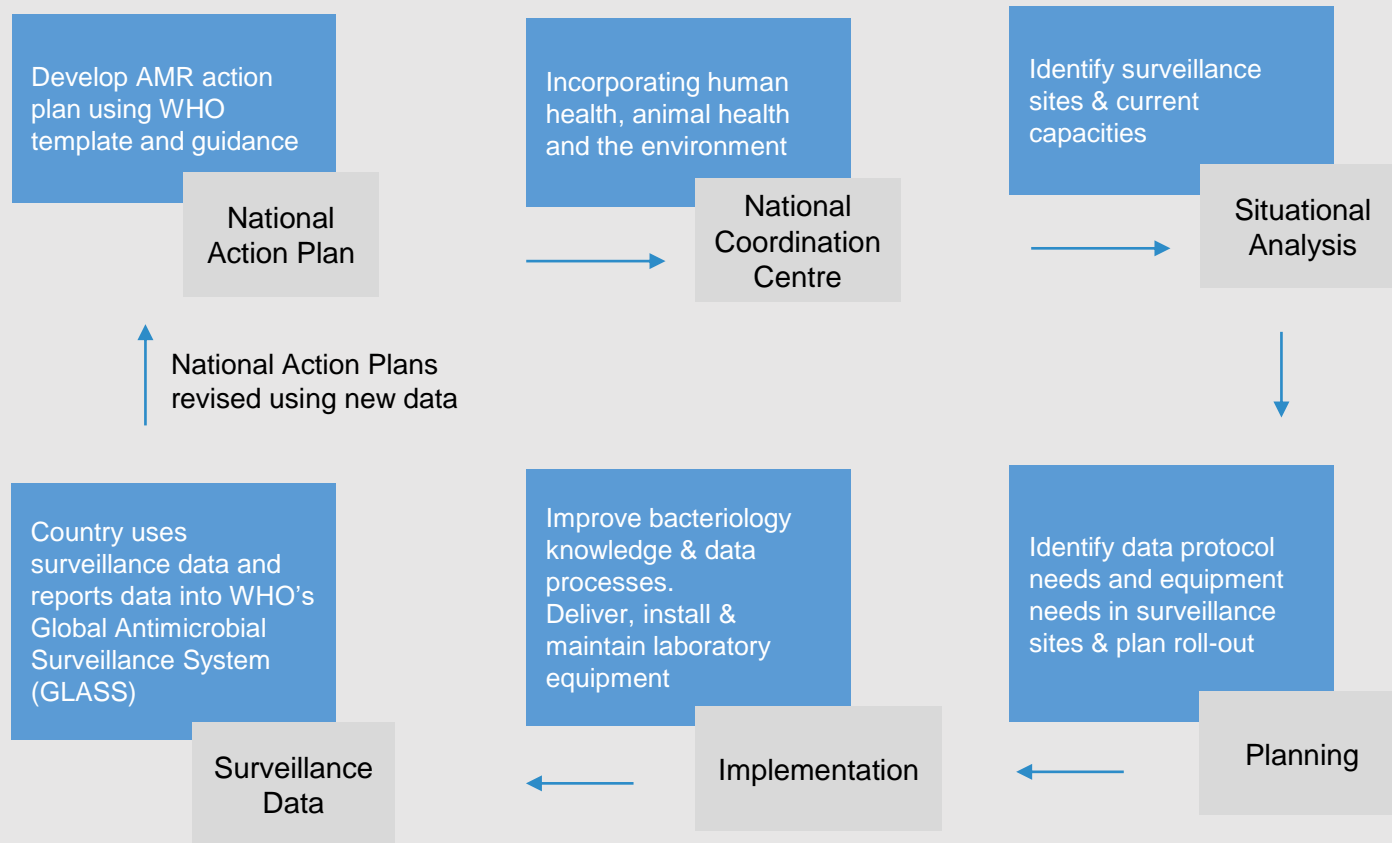 Develop AMR action
plan using WHO
template and guidance
National
Action Plan
Incorporating human
health, animal health
and the environment
National
Coordination
Centre
Identify surveillance
sites & current
capacities
Situational
Analysis
National Action Plans
revised using new data
Country uses
surveillance data and
reports data into WHO’s
Global Antimicrobial
Surveillance System
(GLASS)
Surveillance
Data
Improve bacteriology
knowledge & data
processes.
Deliver, install &
maintain laboratory
equipment
Implementation
Identify data protocol
needs and equipment
needs in surveillance
sites & plan roll-out
Planning